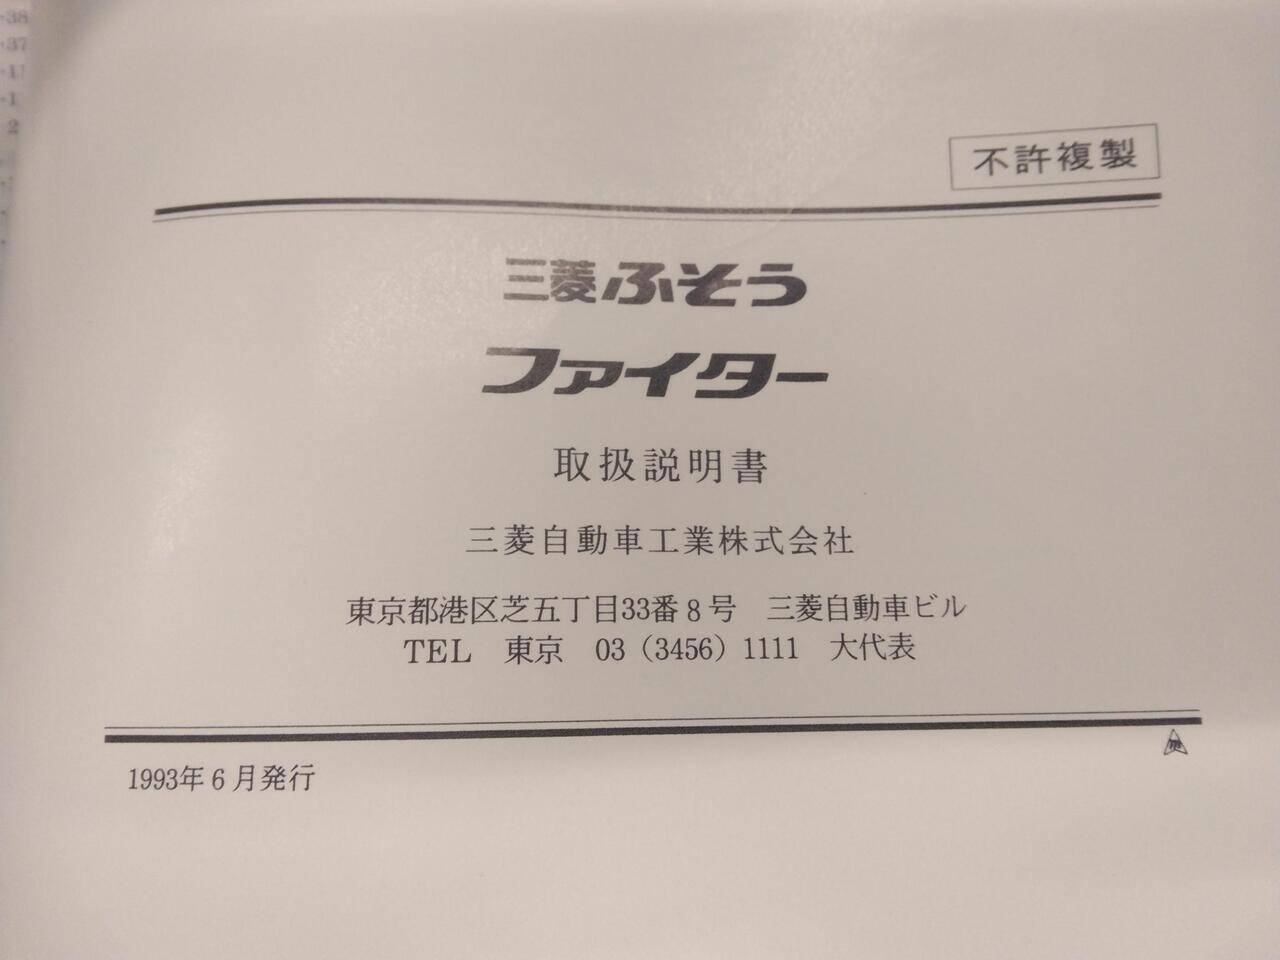 ・38
・37
不許複製
三菱ふそう
ファイター
取扱説明書
三菱自動車工業株式会社
東京都港区芝五丁目33番8号　三菱自動車ビル
TEL　東京　03（3456）1111　大代表
1993年6月発行